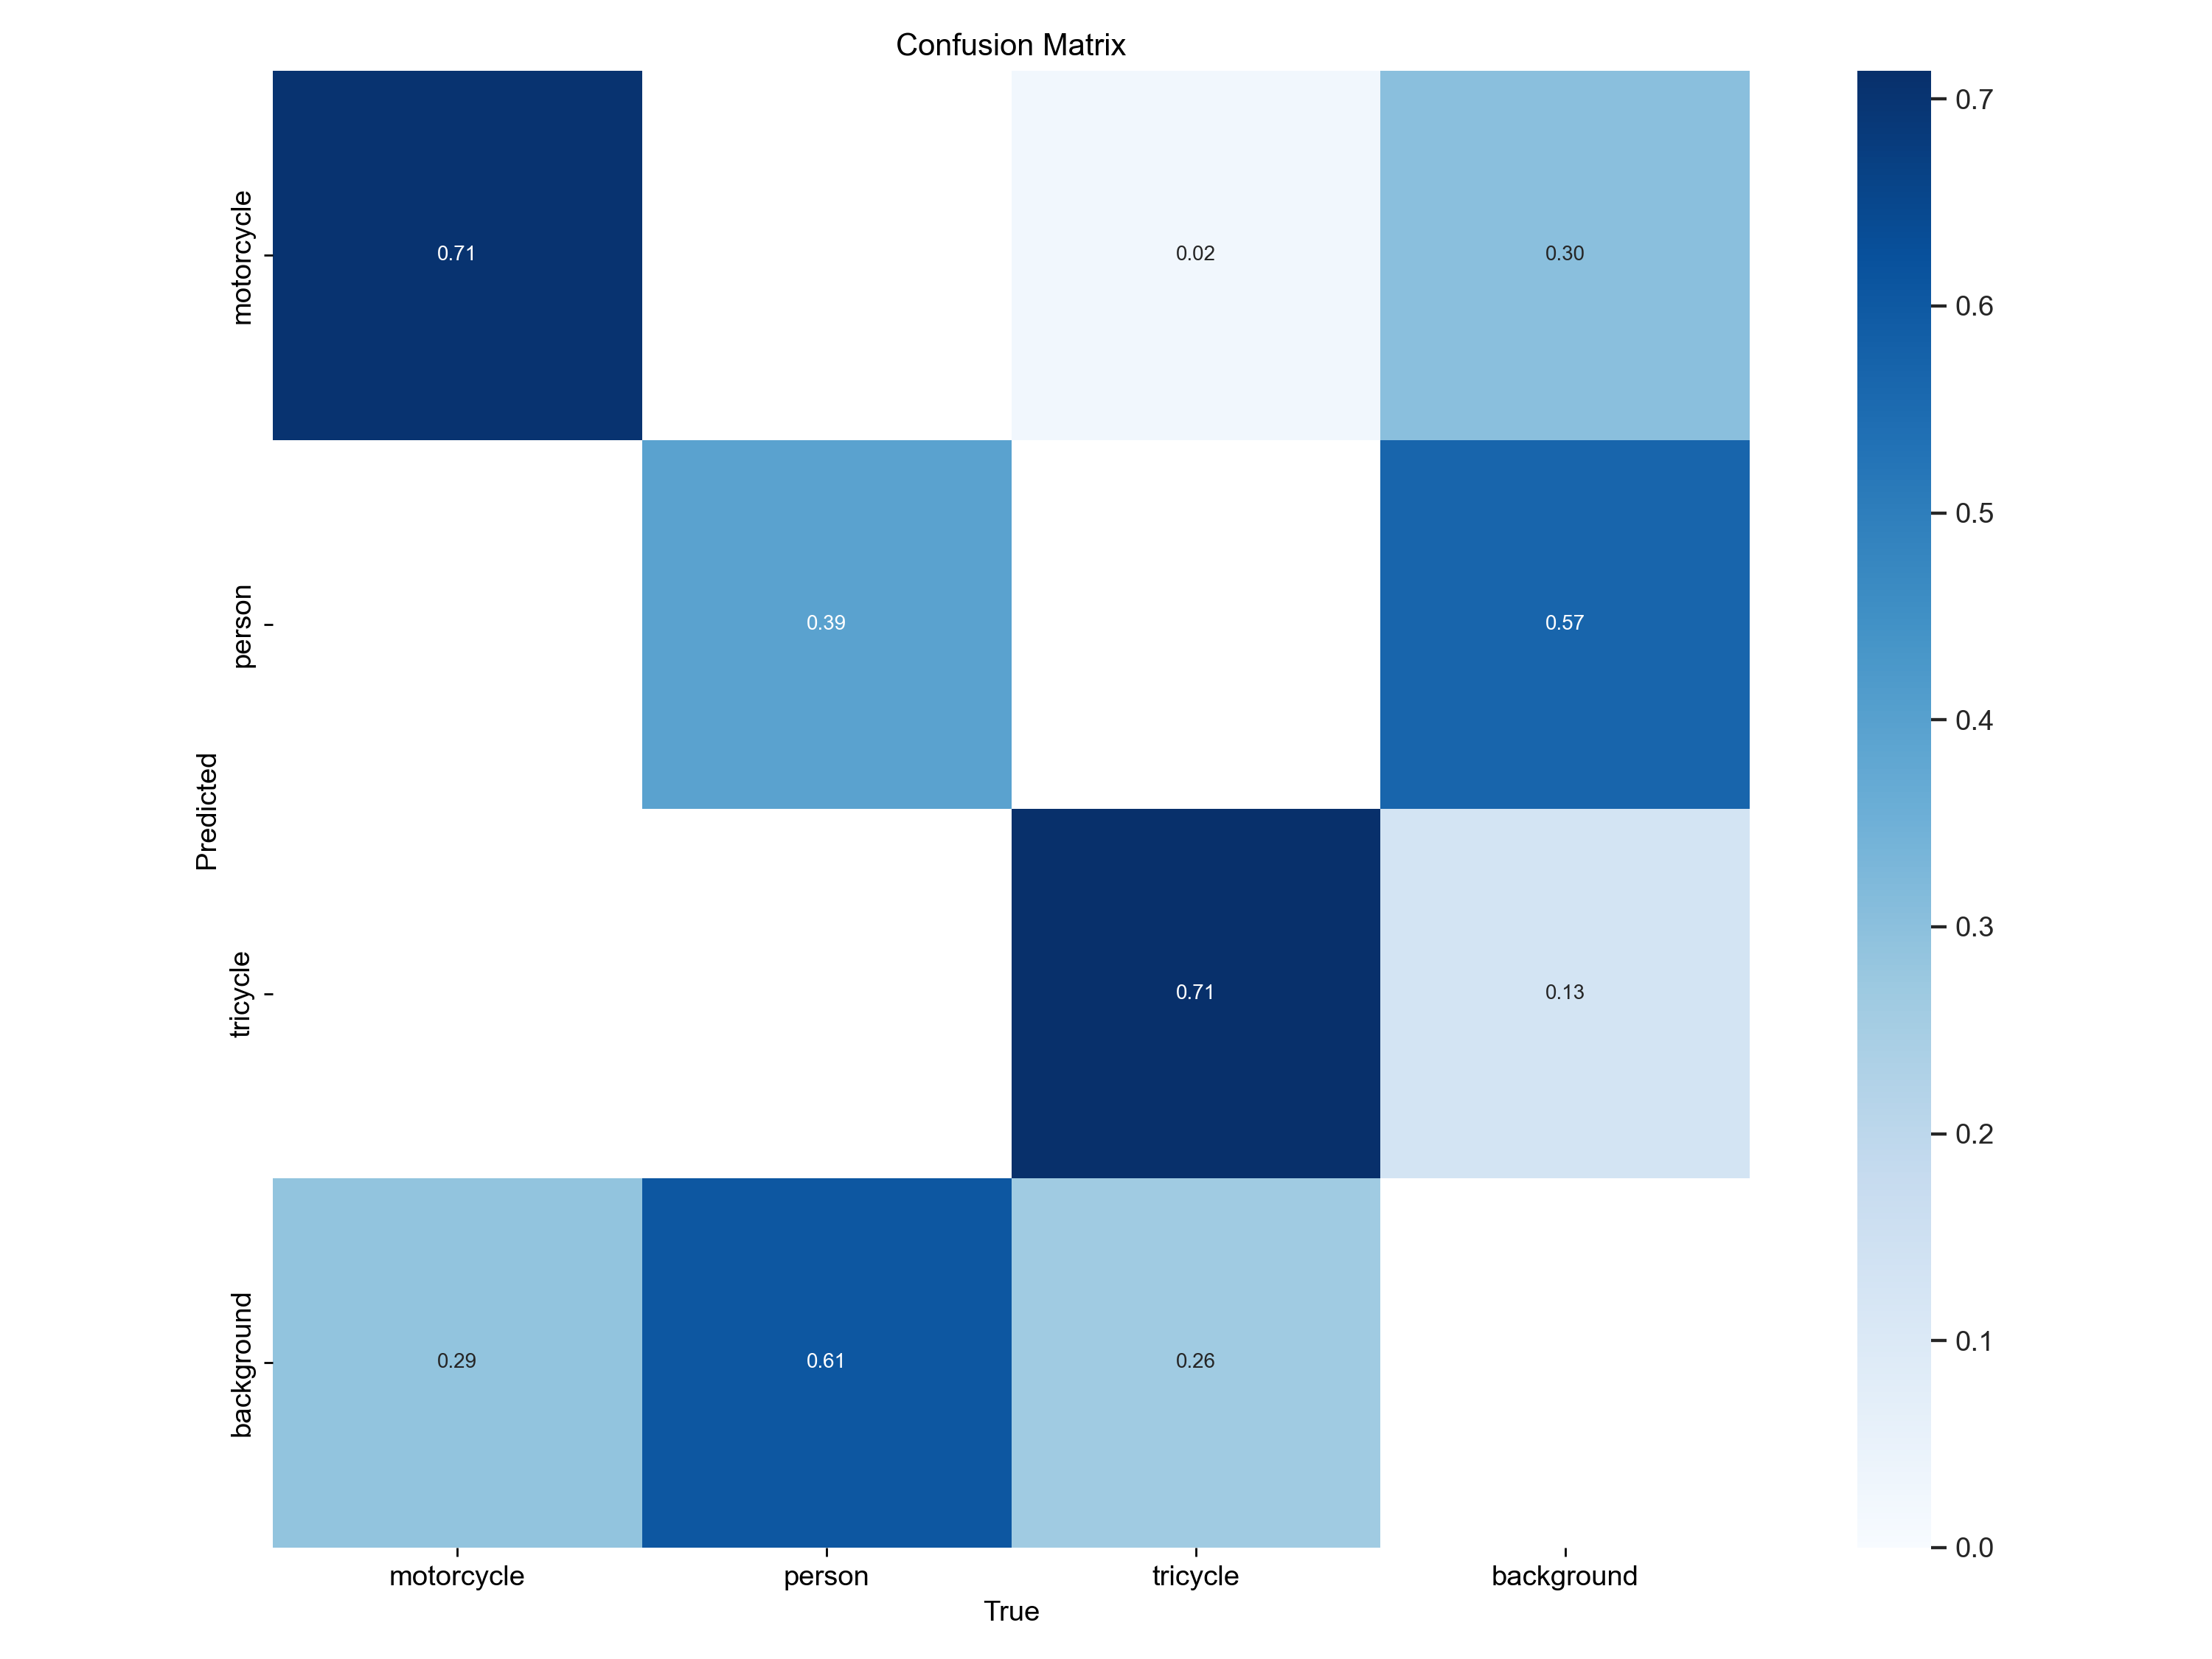 Confusion Matrix
motorcycle
0.71
0.02
0.30
person
0.39
0.57
tricycle
0.71
0.13
background
0.29
0.61
0.26
Predicted
motorcycle
person
tricycle
background
True
0.7
0.6
0.5
0.4
0.3
0.2
0.1
0.0